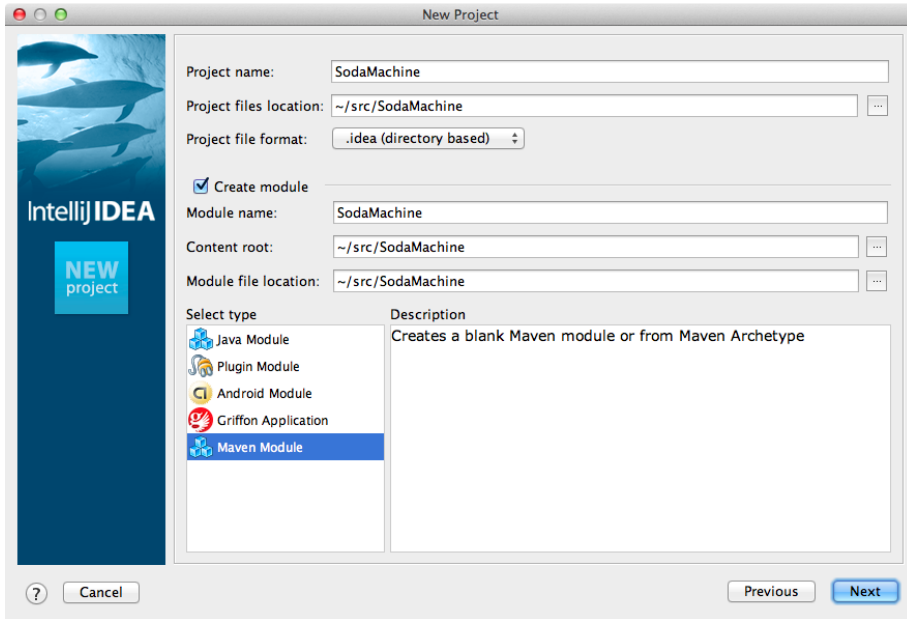 New Project
IntelliJ IDEA
NEW
project
Project name: SodaMachine
Project files location: ~/src/SodaMachine ...
Project file format: .idea (directory based)
Create module
Module name: SodaMachine
Content root: ~/src/SodaMachine ...
Module file location: ~/src/SodaMachine ...
Select type Description
Java Module Creates a blank Maven module or from Maven Archetype
Plugin Module
Android Module
Griffon Application
Maven Module
? Cancel Previous Next